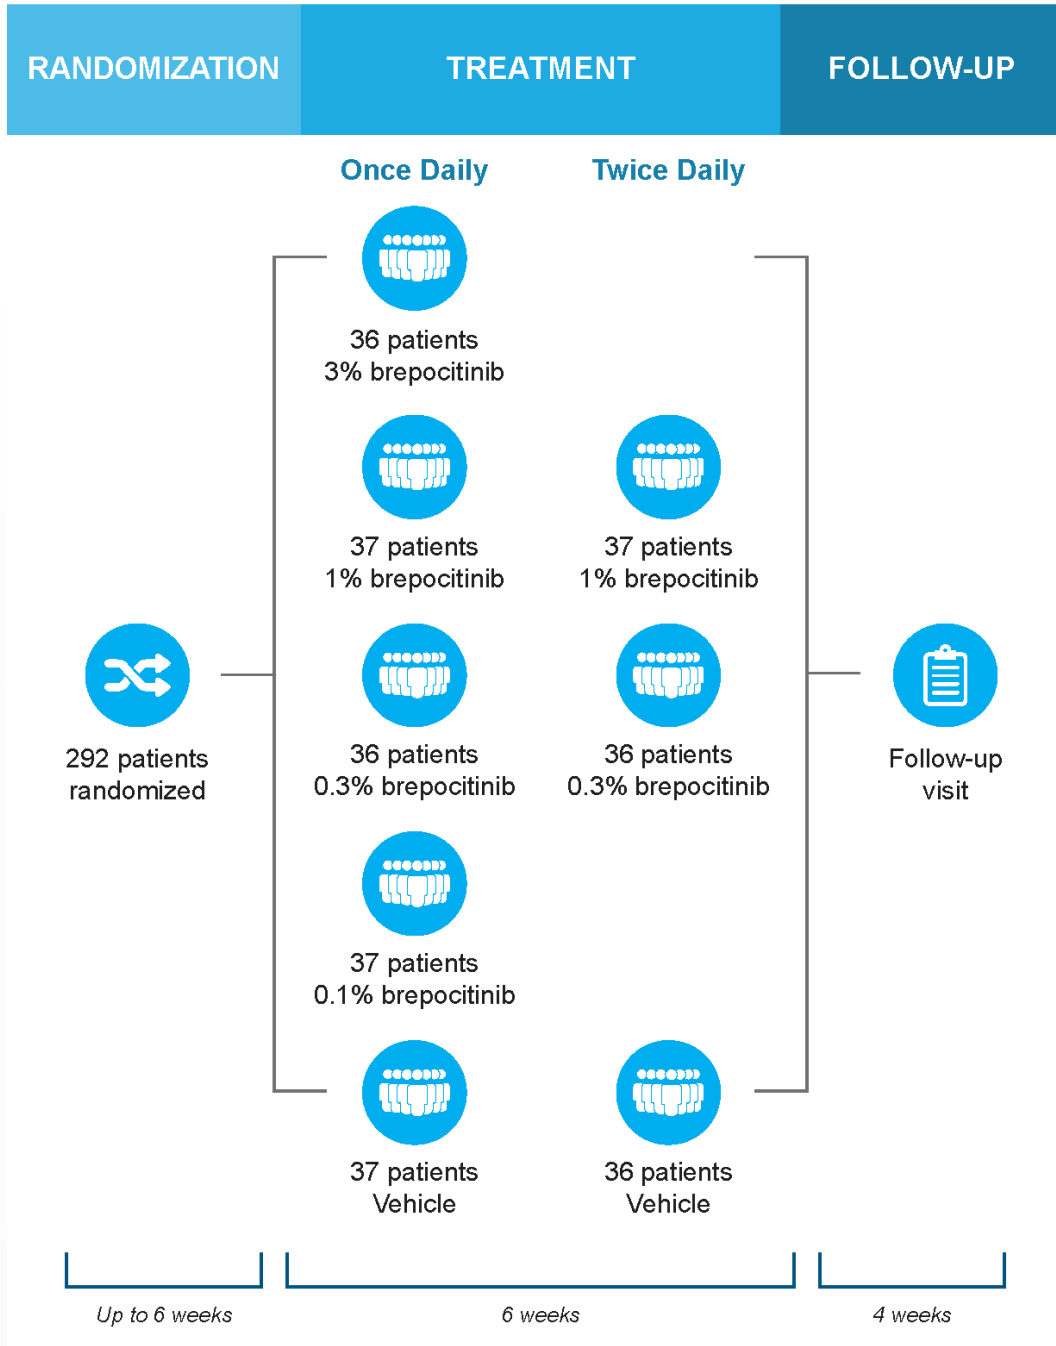 RANDOMIZATION
TREATMENT
FOLLOW-UP
Once Daily
Twice Daily
36 patients
3% brepocitinib
37 patients
1% brepocitinib
37 patients
1% brepocitinib
292 patients
randomized
36 patients
0.3% brepocitinib
36 patients
0.3% brepocitinib
Follow-up
visit
37 patients
0.1% brepocitinib
37 patients
Vehicle
36 patients
Vehicle
Up to 6 weeks
6 weeks
4 weeks